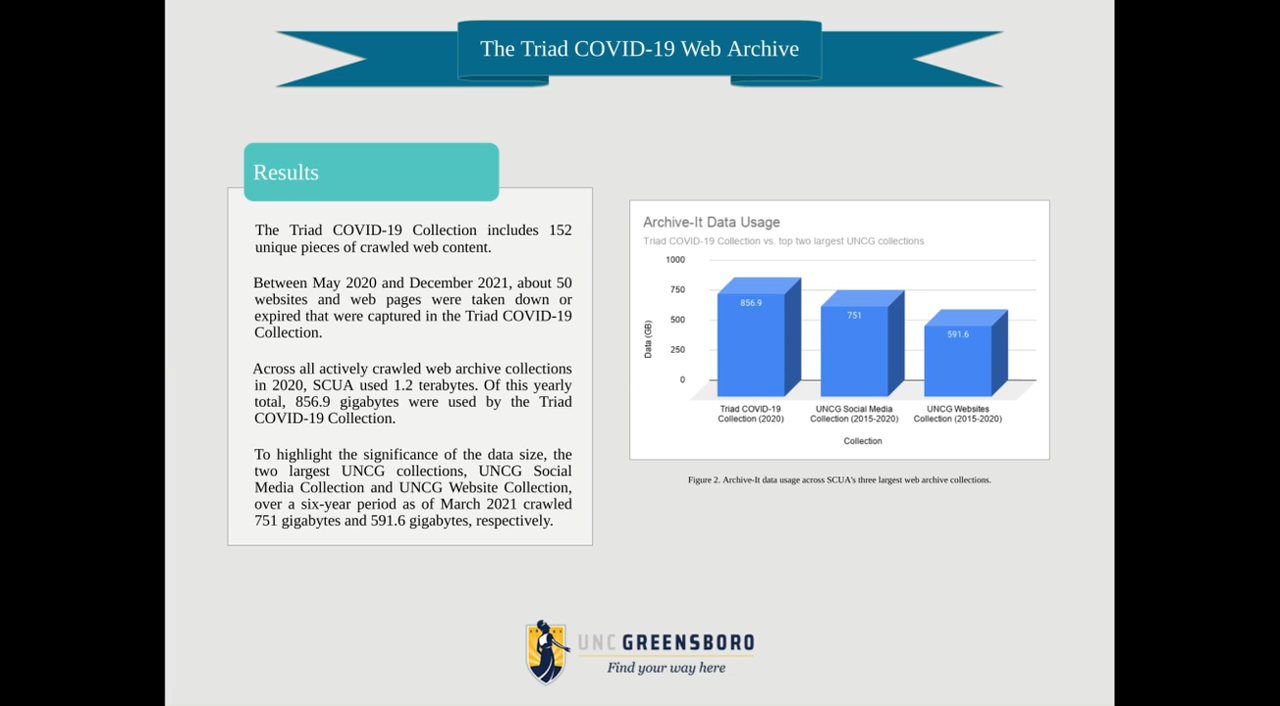 The Triad COVID-19 Web Archive
Results
The Triad COVID-19 Collection includes 152
unique pieces of crawled web content.
Between May 2020 and December 2021, about 50
websites and web pages were taken down or
expired that were captured in the Triad COVID-19
Collection.
Across all actively crawled web archive collections
in 2020, SCUA used 1.2 terabytes. Of this yearly
total, 856.9 gigabytes were used by the Triad
COVID-19 Collection.
To highlight the significance of the data size, the
two largest UNCG collections, UNCG Social
Media Collection and UNCG Website Collection,
over a six-year period as of March 2021 crawled
751 gigabytes and 591.6 gigabytes, respectively.
Archive-It Data Usage
Triad COVID-19 Collection vs. top two largest UNCG collections
1000
750
500
250
0
Data (GB)
856.9
751
591.6
Triad COVID-19
Collection (2020)
UNCG Social Media
Collection (2015-2020)
UNCG Websites
Collection (2015-2020)
Collection
Figure 2. Archive-It data usage across SCUA's three largest web archive collections.
UNC GREENSBORO
Find your way here